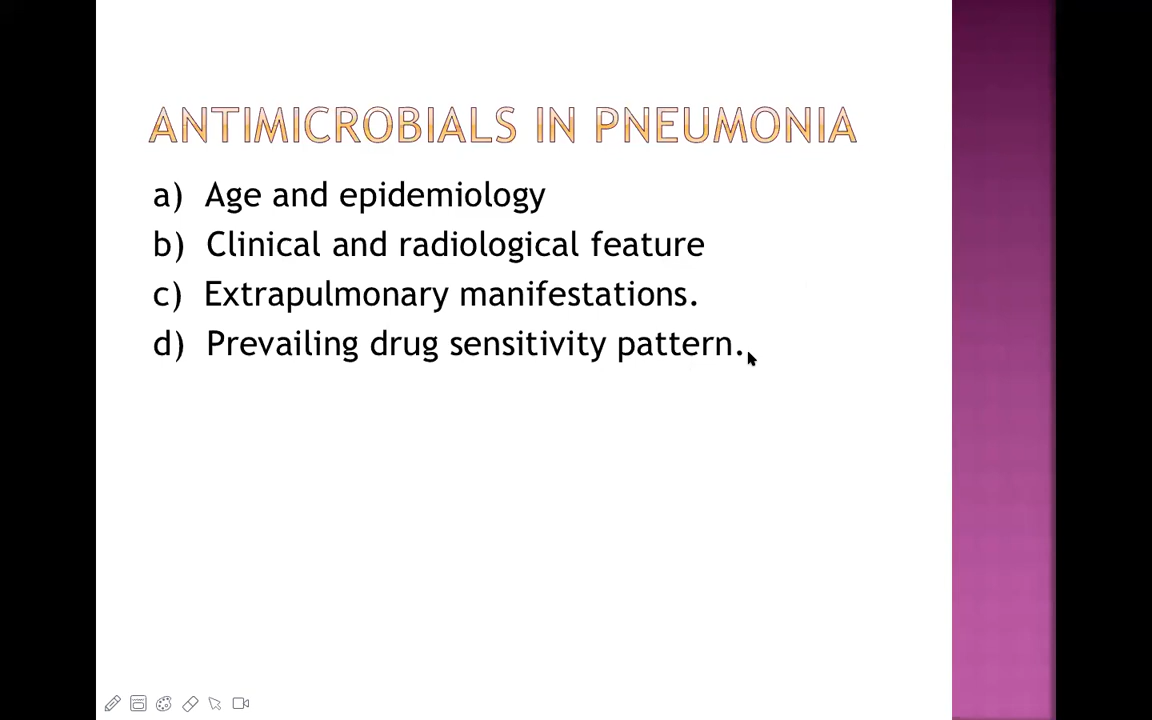 ANTIMICROBIALS IN PNEUMONIA
a) Age and epidemiology
b) Clinical and radiological feature
c) Extrapulmonary manifestations.
d) Prevailing drug sensitivity pattern.